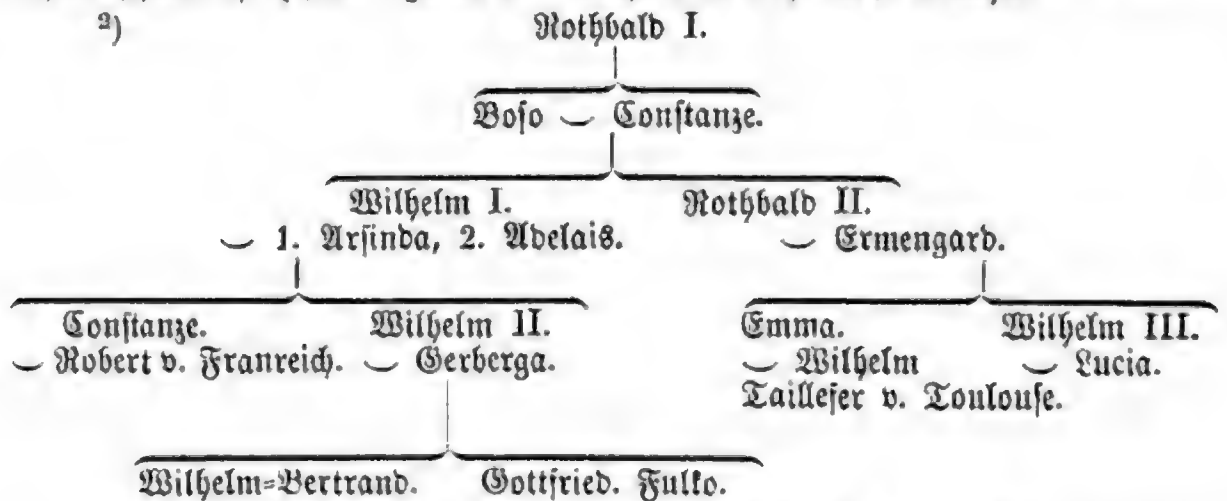 2)
Rothbald I.
Boso ⌣ Constanze.
Wilhelm I. Rothbald II.
⌣ 1. Arsinda, 2. Adelais. ⌣ Ermengard.
Constanze. Wilhelm II. Emma. Wilhelm III.
⌣ Robert v. Franreich. ⌣ Gerberga. ⌣ Wilhelm ⌣ Lucia.
Taillefer v. Toulouse.
Wilhelm=Bertrand. Gottfried. Fulko.